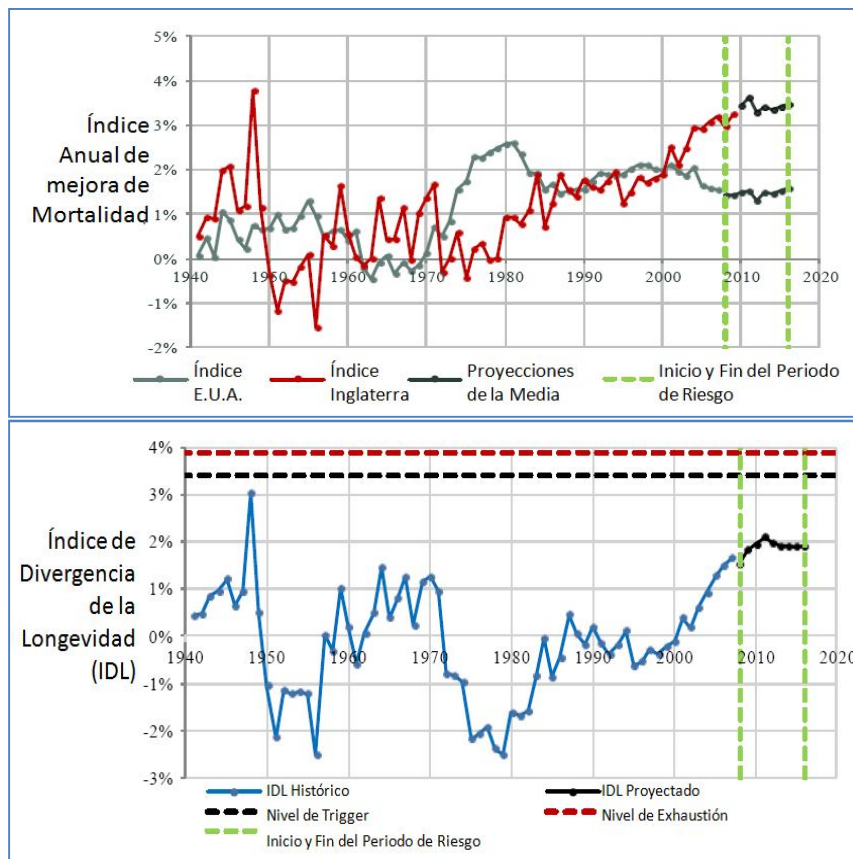 5%
4%
3%
2%
1%
0%
-1%
-2%
Índice
Anual de
mejora de
Mortalidad
1940 1950 1960 1970 1980 1990 2000 2010 2020
Índice E.U.A.
Índice Inglaterra
Proyecciones de la Media
Inicio y Fin del Periodo de Riesgo
4%
3%
2%
1%
0%
-1%
-2%
-3%
Índice de
Divergencia
de la
Longevidad
(IDL)
1940 1950 1960 1970 1980 1990 2000 2010 2020
IDL Histórico IDL Proyectado
Nivel de Trigger Nivel de Exhaustión
Inicio y Fin del Periodo de Riesgo